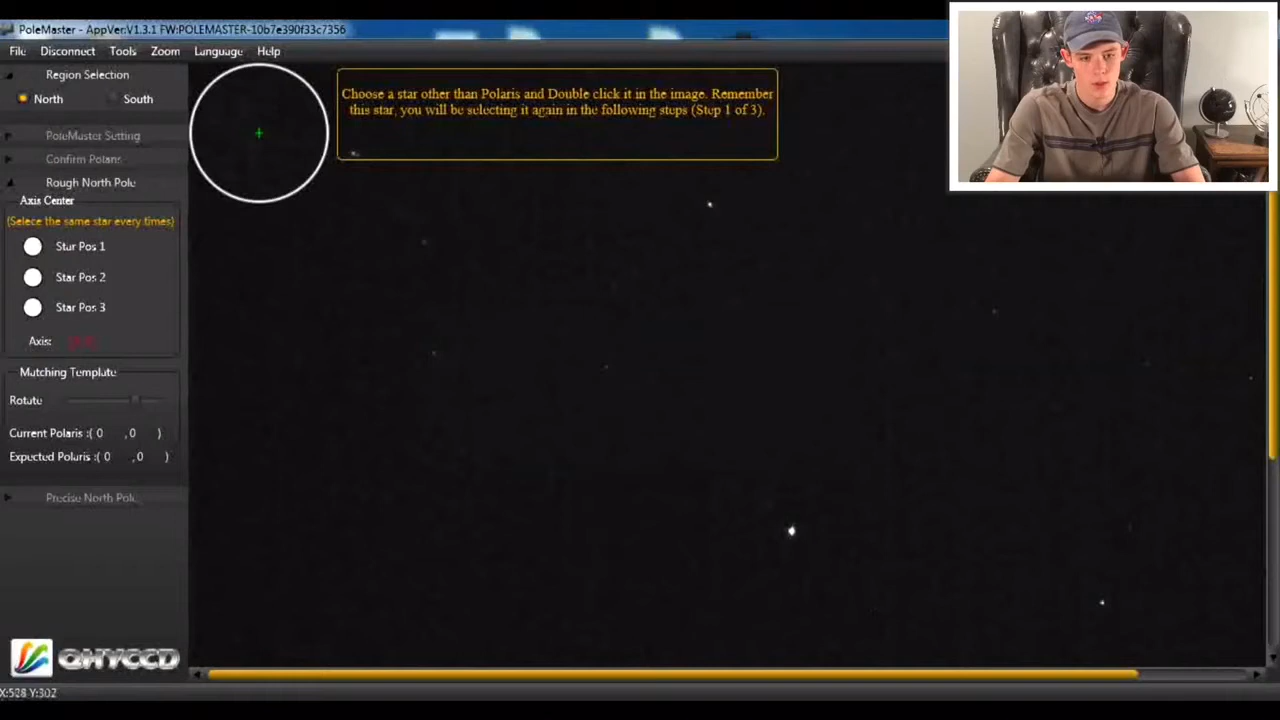 PoleMaster - AppVer:V1.3.1 FW:POLEMASTER-10b7e390f33c7356
File Disconnect Tools Zoom Language Help
Region Selection
North South
PoleMaster Setting
Confirm Polaris
Rough North Pole
Axis Center
(Selece the same star every times)
Star Pos 1
Star Pos 2
Star Pos 3
Axis:
Matching Template
Rotate
Current Polaris :( 0 ,0 )
Expected Polaris :( 0 ,0 )
Precise North Pole
QHYCCD
X:528 Y:302
Choose a star other than Polaris and Double click it in the image. Remember
this star, you will be selecting it again in the following steps (Step 1 of 3).